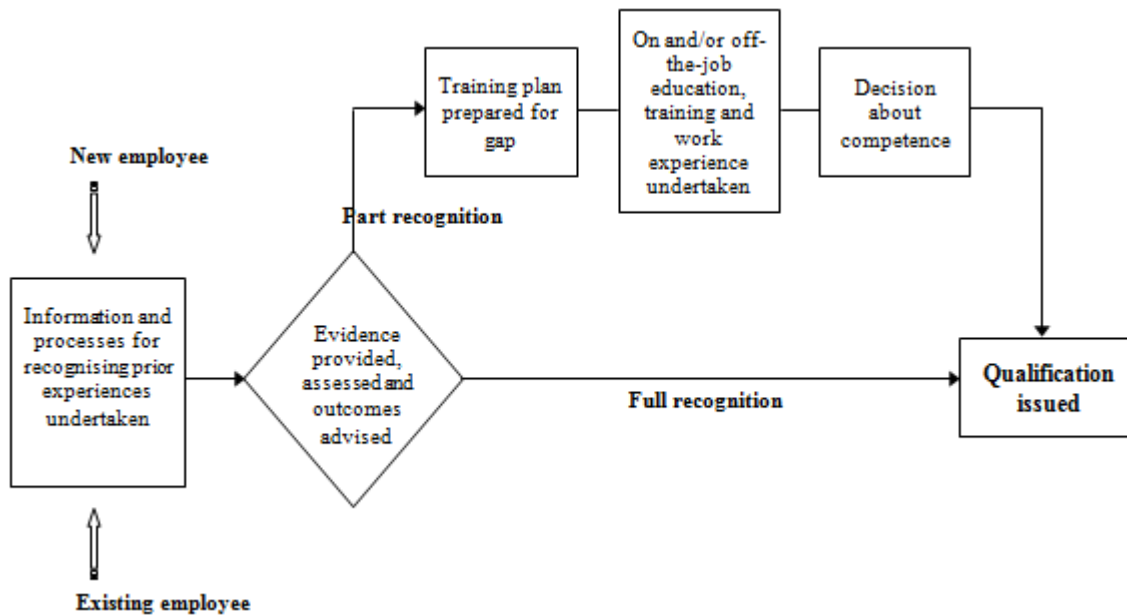 New employee
Information and
processes for
recognising prior
experiences
undertaken
Existing employee
Evidence
provided,
assessed and
outcomes
advised
Part recognition
Training plan
prepared for
gap
On and/or off-
the-job
education,
training and
work
experience
undertaken
Decision
about
competence
Full recognition
Qualification
issued